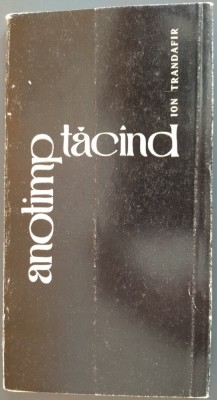 anotimp
tăcînd
ION TRANDAFIR